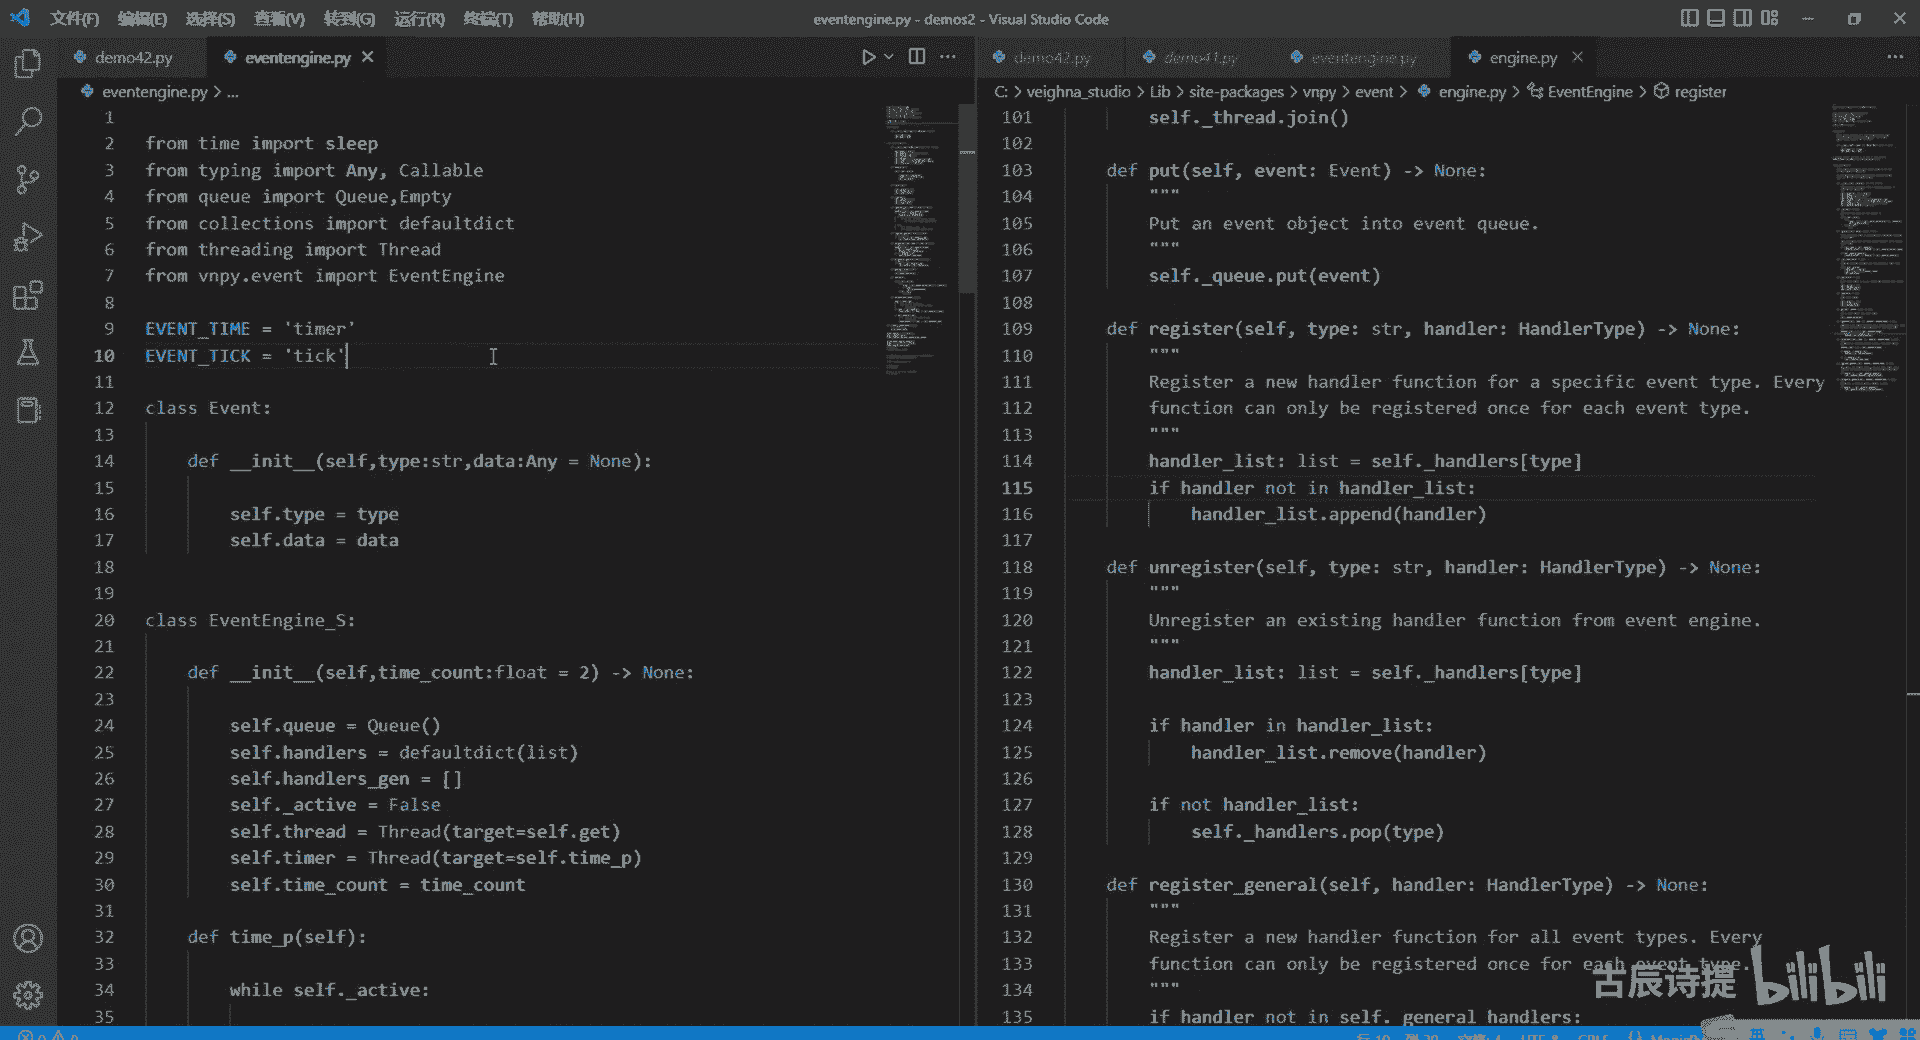 文件(F) 编辑(E) 选择(S) 查看(V) 转到(G) 运行(R) 终端(T) 帮助(H)
eventengine.py - demos2 - Visual Studio Code
demo42.py eventengine.py
eventengine.py > ...
1
2 from time import sleep
3 from typing import Any, Callable
4 from queue import Queue,Empty
5 from collections import defaultdict
6 from threading import Thread
7 from vnpy.event import EventEngine
8
9 EVENT_TIME = 'timer'
10 EVENT_TICK = 'tick'
11
12 class Event:
13
14 def __init__(self,type:str,data:Any = None):
15
16 self.type = type
17 self.data = data
18
19
20 class EventEngine_S:
21
22 def __init__(self,time_count:float = 2) -> None:
23
24 self.queue = Queue()
25 self.handlers = defaultdict(list)
26 self.handlers_gen = []
27 self._active = False
28 self.thread = Thread(target=self.get)
29 self.timer = Thread(target=self.time_p)
30 self.time_count = time_count
31
32 def time_p(self):
33
34 while self._active:
35
demo42.py demo41.py eventengine.py engine.py
C: > veighna_studio > Lib > site-packages > vnpy > event > engine.py > EventEngine > register
101 self._thread.join()
102
103 def put(self, event: Event) -> None:
104 """
105 Put an event object into event queue.
106 """
107 self._queue.put(event)
108
109 def register(self, type: str, handler: HandlerType) -> None:
110 """
111 Register a new handler function for a specific event type. Every
112 function can only be registered once for each event type.
113 """
114 handler_list: list = self._handlers[type]
115 if handler not in handler_list:
116 handler_list.append(handler)
117
118 def unregister(self, type: str, handler: HandlerType) -> None:
119 """
120 Unregister an existing handler function from event engine.
121 """
122 handler_list: list = self._handlers[type]
123
124 if handler in handler_list:
125 handler_list.remove(handler)
126
127 if not handler_list:
128 self._handlers.pop(type)
129
130 def register_general(self, handler: HandlerType) -> None:
131 """
132 Register a new handler function for all event types. Every
133 function can only be registered once for each event type.
134 """
135 if handler not in self._general_handlers:
古辰诗提 bilibili